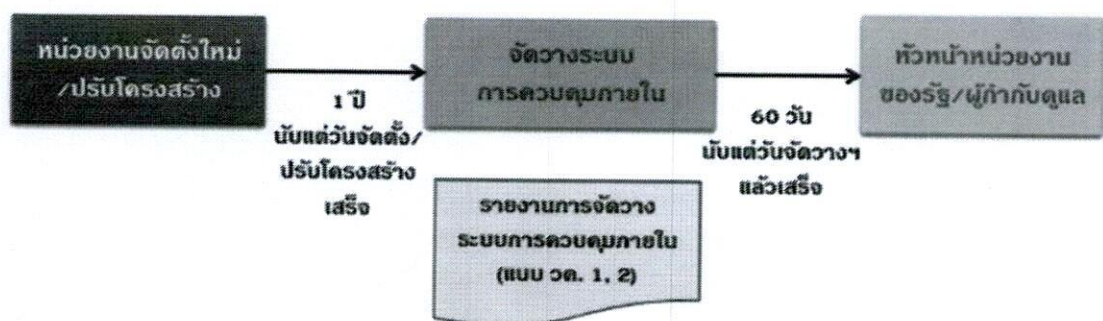 หน่วยงานจัดตั้งใหม่
/ปรับโครงสร้าง
1 ปี
นับแต่วันจัดตั้ง/
ปรับโครงสร้าง
เสร็จ
จัดวางระบบ
การควบคุมภายใน
รายงานการจัดวาง
ระบบการควบคุมภายใน
(แบบ วค. 1, 2)
60 วัน
นับแต่วันจัดวางฯ
แล้วเสร็จ
หัวหน้าหน่วยงาน
ของรัฐ/ผู้กำกับดูแล